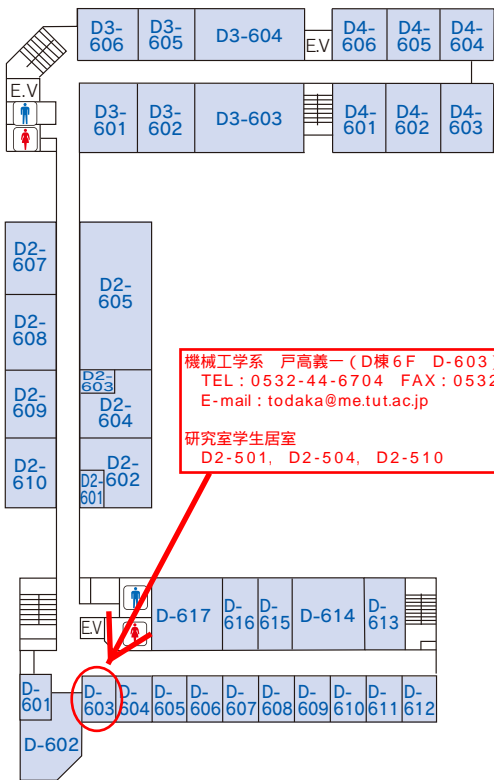 D3-
606
D3-
605
D3-604
E.V
D4-
606
D4-
605
D4-
604
E.V
D3-
601
D3-
602
D3-603
D4-
601
D4-
602
D4-
603
D2-
607
D2-
605
D2-
608
D2-
603
D2-
609
D2-
604
D2-
610
D2-
602
D2-
601
機械工学系 戸高義一(D棟6F D-603)
TEL:0532-44-6704 FAX:0532
E-mail:todaka@me.tut.ac.jp
研究室学生居室
D2-501, D2-504, D2-510
E.V
D-617
D-
616
D-
615
D-614
D-
613
D-
601
D-602
D-
603
D-
604
D-
605
D-
606
D-
607
D-
608
D-
609
D-
610
D-
611
D-
612